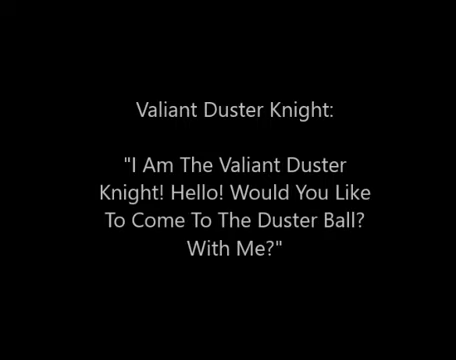 Valiant Duster Knight:
"I Am The Valiant Duster
Knight! Hello! Would You Like
To Come To The Duster Ball?
With Me?"